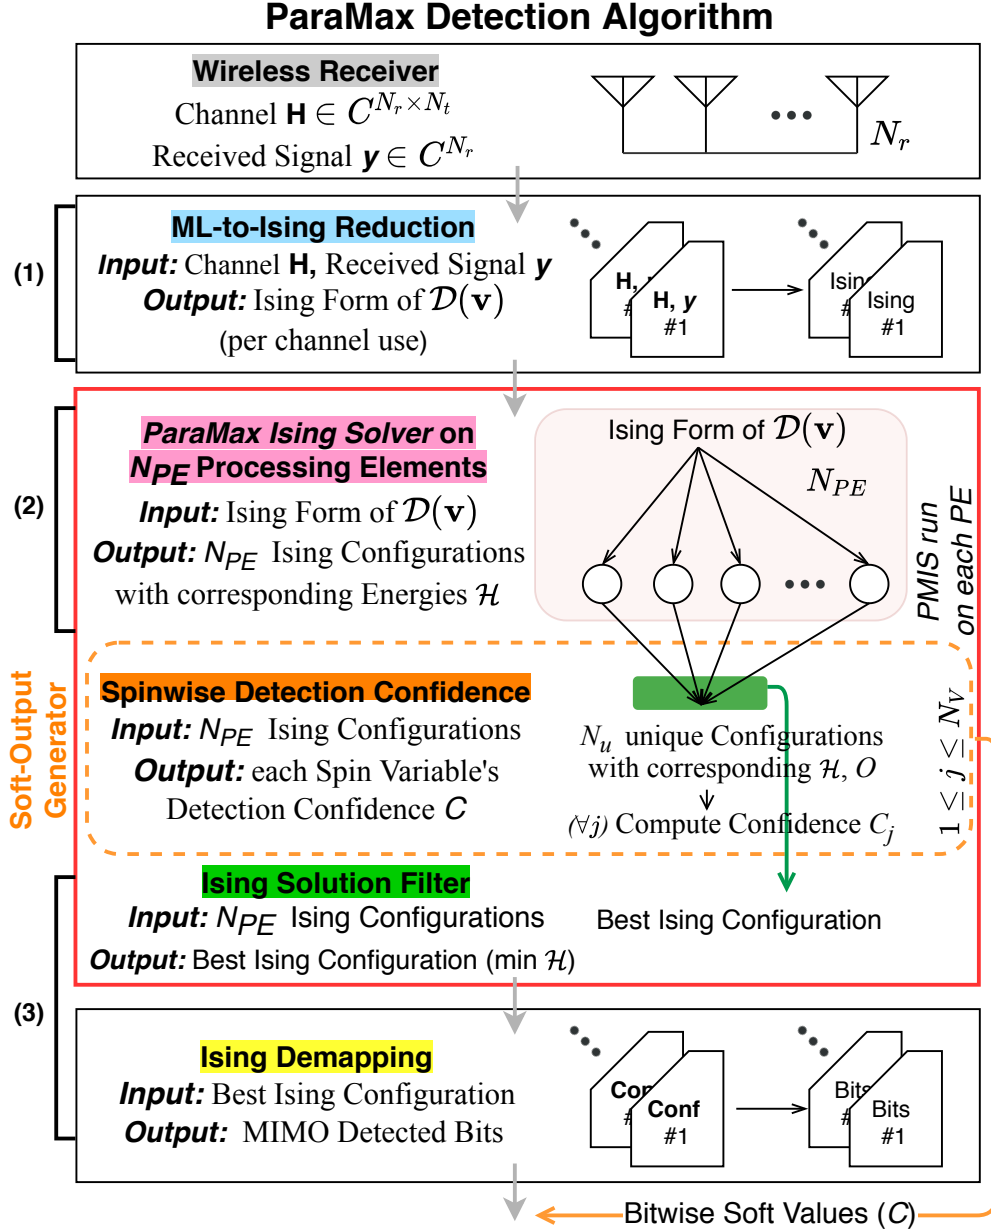 ParaMax Detection Algorithm
Wireless Receiver
Channel H ∈ C^{N_r × N_t}
Received Signal y ∈ C^{N_r}
N_r
(1)
ML-to-Ising Reduction
Input: Channel H, Received Signal y
Output: Ising Form of 𝒟(v)
(per channel use)
H, y
#1
Ising
#1
H,
#
Ising
#
(2)
ParaMax Ising Solver on
N_PE Processing Elements
Input: Ising Form of 𝒟(v)
Output: N_PE Ising Configurations
with corresponding Energies ℋ
Ising Form of 𝒟(v)
N_PE
PMIS run
on each PE
Soft-Output
Generator
Spinwise Detection Confidence
Input: N_PE Ising Configurations
Output: each Spin Variable's
Detection Confidence C
N_u unique Configurations
with corresponding ℋ, O
(∀j) Compute Confidence C_j
1 ≤ j ≤ N_V
(3)
Ising Solution Filter
Input: N_PE Ising Configurations
Output: Best Ising Configuration (min ℋ)
Best Ising Configuration
Ising Demapping
Input: Best Ising Configuration
Output: MIMO Detected Bits
Con
#
Conf
#1
Bits
#
Bits
#1
Bitwise Soft Values (C)